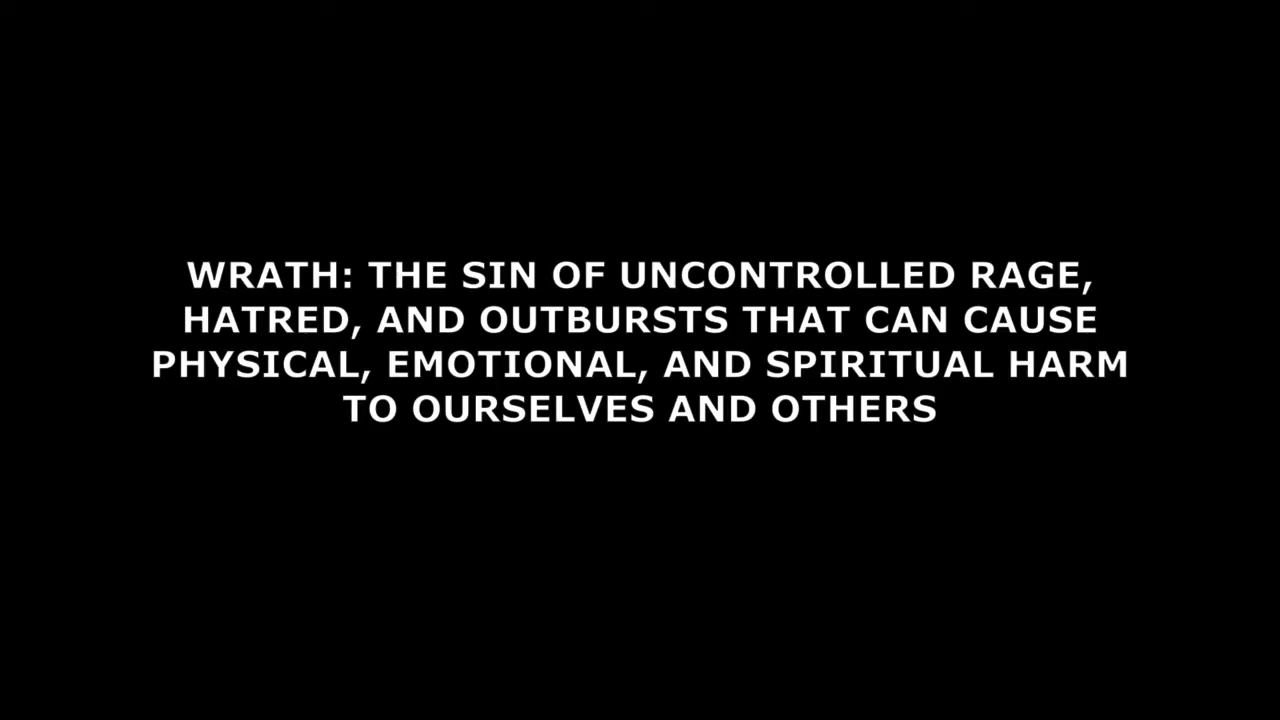 WRATH: THE SIN OF UNCONTROLLED RAGE,
HATRED, AND OUTBURSTS THAT CAN CAUSE
PHYSICAL, EMOTIONAL, AND SPIRITUAL HARM
TO OURSELVES AND OTHERS